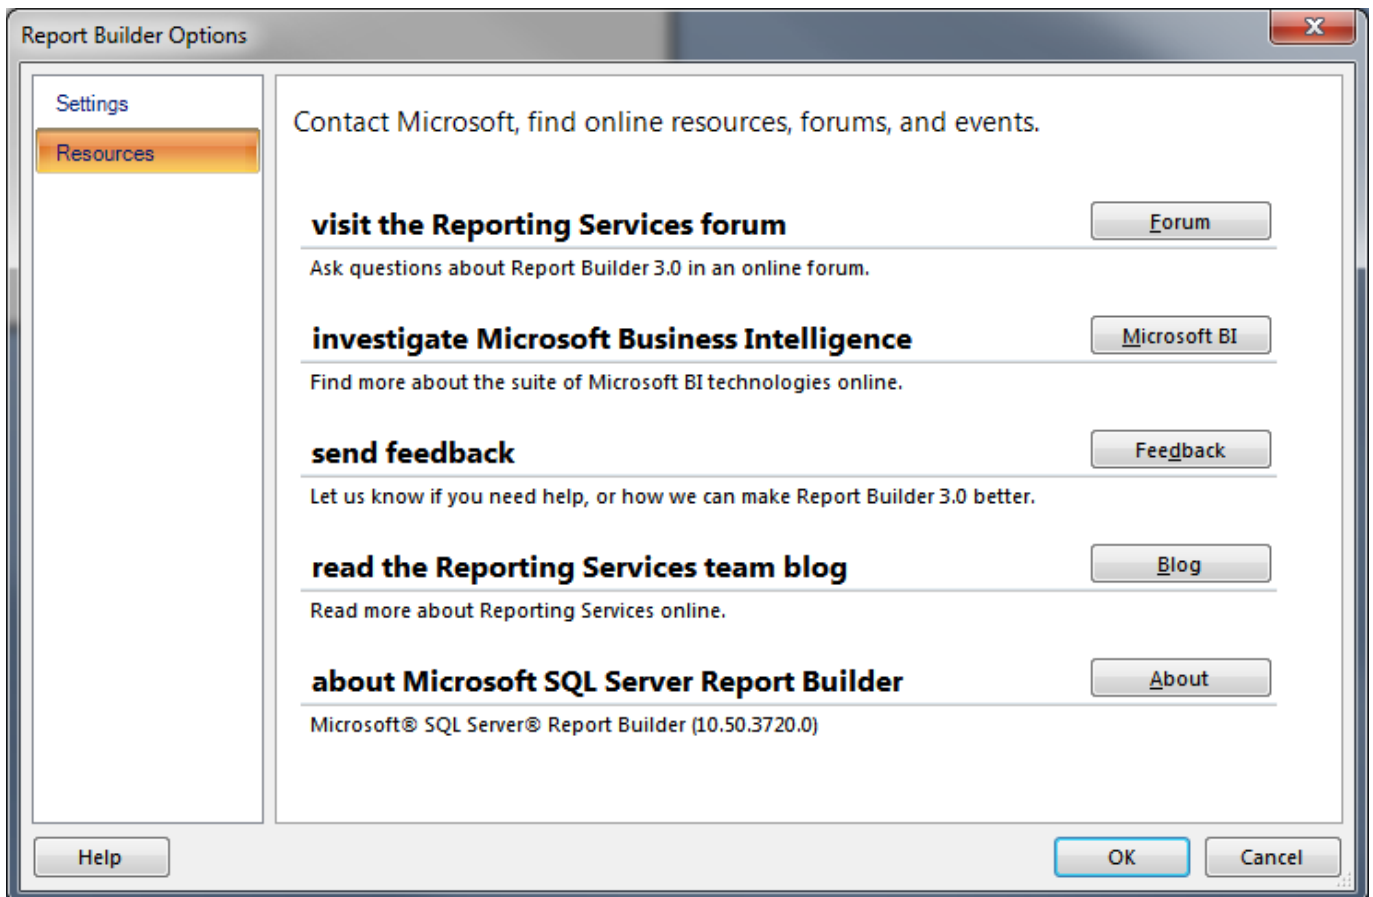 Report Builder Options
Settings
Resources
Contact Microsoft, find online resources, forums, and events.
visit the Reporting Services forum
Forum
Ask questions about Report Builder 3.0 in an online forum.
investigate Microsoft Business Intelligence
Microsoft BI
Find more about the suite of Microsoft BI technologies online.
send feedback
Feedback
Let us know if you need help, or how we can make Report Builder 3.0 better.
read the Reporting Services team blog
Blog
Read more about Reporting Services online.
about Microsoft SQL Server Report Builder
About
Microsoft® SQL Server® Report Builder (10.50.3720.0)
Help
OK
Cancel